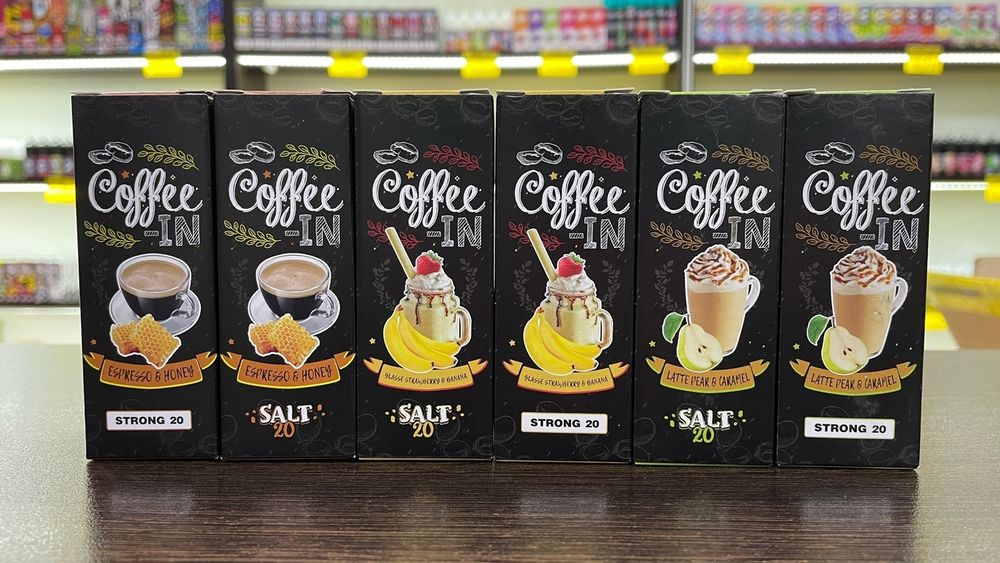 Coffee
IN
ESPRESSO & HONEY
STRONG 20
Coffee
IN
ESPRESSO & HONEY
SALT
20
Coffee
IN
GLASSE STRAWBERRY & BANANA
SALT
20
Coffee
IN
GLASSE STRAWBERRY & BANANA
STRONG 20
Coffee
IN
LATTE PEAR & CARAMEL
SALT
20
Coffee
IN
LATTE PEAR & CARAMEL
STRONG 20